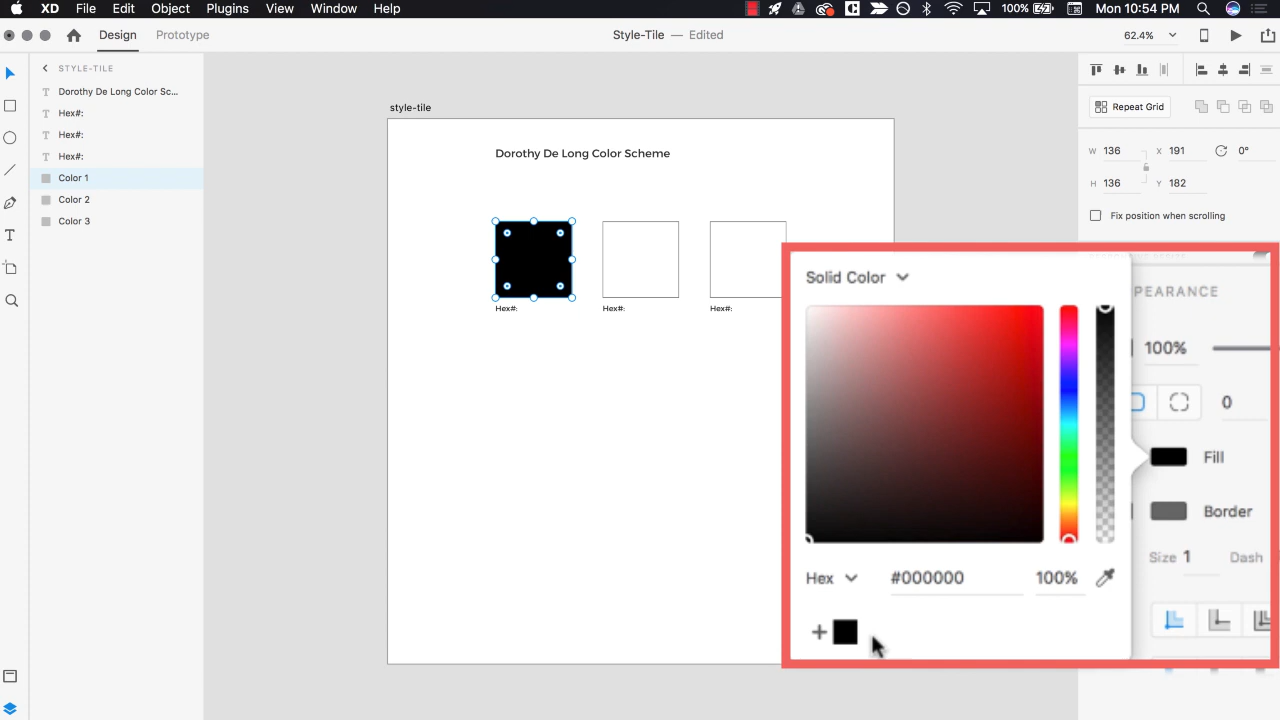 XD File Edit Object Plugins View Window Help 100% Mon 10:54 PM
Design Prototype Style-Tile — Edited 62.4%
STYLE-TILE
Dorothy De Long Color Sc...
Hex#:
Hex#:
Hex#:
Color 1
Color 2
Color 3
style-tile
Dorothy De Long Color Scheme
Hex#: Hex#: Hex#:
Repeat Grid
W 136 X 191 0°
H 136 Y 182
Fix position when scrolling
Solid Color
PEARANCE
100%
0
Fill
Border
Size 1 Dash
Hex #000000 100%